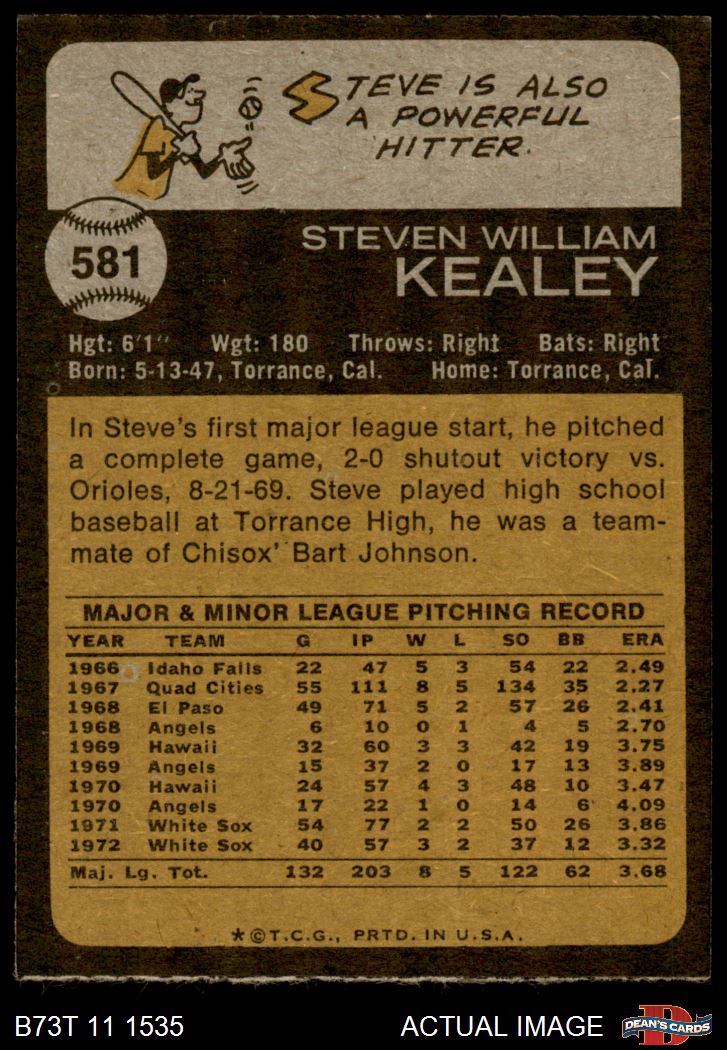 STEVE IS ALSO
A POWERFUL
HITTER.
581
STEVEN WILLIAM
KEALEY
Hgt: 6'1" Wgt: 180 Throws: Right Bats: Right
Born: 5-13-47, Torrance, Cal. Home: Torrance, Cal.
In Steve's first major league start, he pitched
a complete game, 2-0 shutout victory vs.
Orioles, 8-21-69. Steve played high school
baseball at Torrance High, he was a team-
mate of Chisox' Bart Johnson.
MAJOR & MINOR LEAGUE PITCHING RECORD
YEAR TEAM G IP W L SO BB ERA
1966 Idaho Falls 22 47 5 3 54 22 2.49
1967 Quad Cities 55 111 8 5 134 35 2.27
1968 El Paso 49 71 5 2 57 26 2.41
1968 Angels 6 10 0 1 4 5 2.70
1969 Hawaii 32 60 3 3 42 19 3.75
1969 Angels 15 37 2 0 17 13 3.89
1970 Hawaii 24 57 4 3 48 10 3.47
1970 Angels 17 22 1 0 14 6 4.09
1971 White Sox 54 77 2 2 50 26 3.86
1972 White Sox 40 57 3 2 37 12 3.32
Maj. Lg. Tot. 132 203 8 5 122 62 3.68
*©T.C.G., PRTD. IN U.S.A.
B73T 11 1535 ACTUAL IMAGE D DEAN'S CARDS